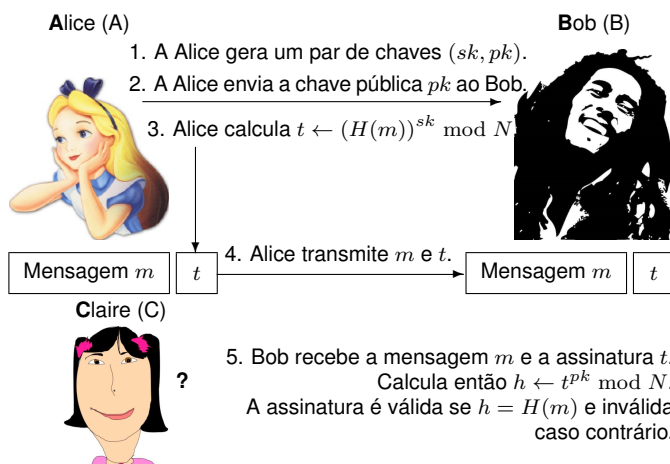 Alice (A)
Bob (B)
1. A Alice gera um par de chaves (sk, pk).
2. A Alice envia a chave pública pk ao Bob.
3. Alice calcula t ← (H(m))^{sk} mod N
4. Alice transmite m e t.
Mensagem m
t
Mensagem m
t
Claire (C)
?
5. Bob recebe a mensagem m e a assinatura t.
Calcula então h ← t^{pk} mod N.
A assinatura é válida se h = H(m) e inválida
caso contrário.